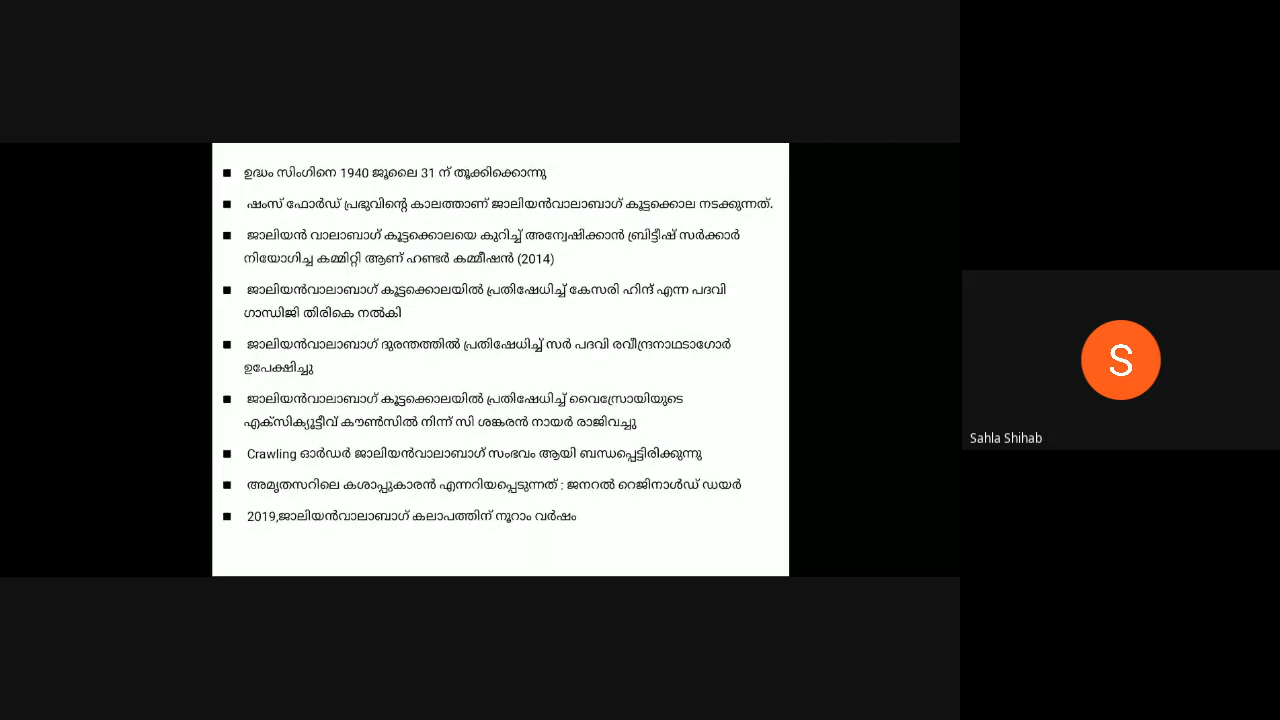 ഉദ്ധം സിംഗിനെ 1940 ജൂലൈ 31 ന് തൂക്കിക്കൊന്നു
ഷംസ് ഫോർഡ് പ്രഭുവിന്റെ കാലത്താണ് ജാലിയൻവാലാബാഗ് കൂട്ടക്കൊല നടക്കുന്നത്.
ജാലിയൻ വാലാബാഗ് കൂട്ടക്കൊലയെ കുറിച്ച് അന്വേഷിക്കാൻ ബ്രിട്ടീഷ് സർക്കാർ
നിയോഗിച്ച കമ്മിറ്റി ആണ് ഹണ്ടർ കമ്മീഷൻ (2014)
ജാലിയൻവാലാബാഗ് കൂട്ടക്കൊലയിൽ പ്രതിഷേധിച്ച് കേസരി ഹിന്ദ് എന്ന പദവി
ഗാന്ധിജി തിരികെ നൽകി
ജാലിയൻവാലാബാഗ് ദുരന്തത്തിൽ പ്രതിഷേധിച്ച് സർ പദവി രവീന്ദ്രനാഥടാഗോർ
ഉപേക്ഷിച്ചു
ജാലിയൻവാലാബാഗ് കൂട്ടക്കൊലയിൽ പ്രതിഷേധിച്ച് വൈസ്രോയിയുടെ
എക്സിക്യൂട്ടീവ് കൗൺസിൽ നിന്ന് സി ശങ്കരൻ നായർ രാജിവച്ചു
Crawling ഓർഡർ ജാലിയൻവാലാബാഗ് സംഭവം ആയി ബന്ധപ്പെട്ടിരിക്കുന്നു
അമൃതസറിലെ കശാപ്പുകാരൻ എന്നറിയപ്പെടുന്നത് : ജനറൽ റെജിനാൾഡ് ഡയർ
2019,ജാലിയൻവാലാബാഗ് കലാപത്തിന് നൂറാം വർഷം
S
Sahla Shihab